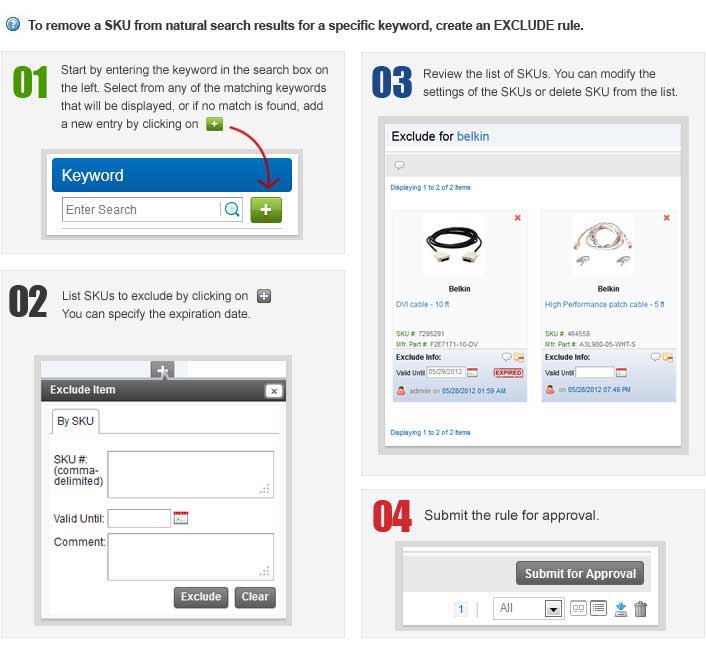 To remove a SKU from natural search results for a specific keyword, create an EXCLUDE rule.
01
Start by entering the keyword in the search box on
the left. Select from any of the matching keywords
that will be displayed, or if no match is found, add
a new entry by clicking on
Keyword
Enter Search
02
List SKUs to exclude by clicking on
You can specify the expiration date.
Exclude Item
By SKU
SKU #:
(comma-
delimited)
Valid Until:
Comment:
Exclude Clear
03
Review the list of SKUs. You can modify the
settings of the SKUs or delete SKU from the list.
Exclude for belkin
Displaying 1 to 2 of 2 Items
Belkin
DVI cable - 10 ft
SKU #: 7295291
Mfr. Part #: F2E7171-10-DV
Exclude Info:
Valid Until 05/29/2012 EXPIRED
admin on 05/28/2012 01:59 AM
Belkin
High Performance patch cable - 5 ft
SKU #: 464558
Mfr. Part #: A3L980-05-WHT-S
Exclude Info:
Valid Until
on 05/28/2012 07:49 PM
Displaying 1 to 2 of 2 Items
04
Submit the rule for approval.
Submit for Approval
1 All